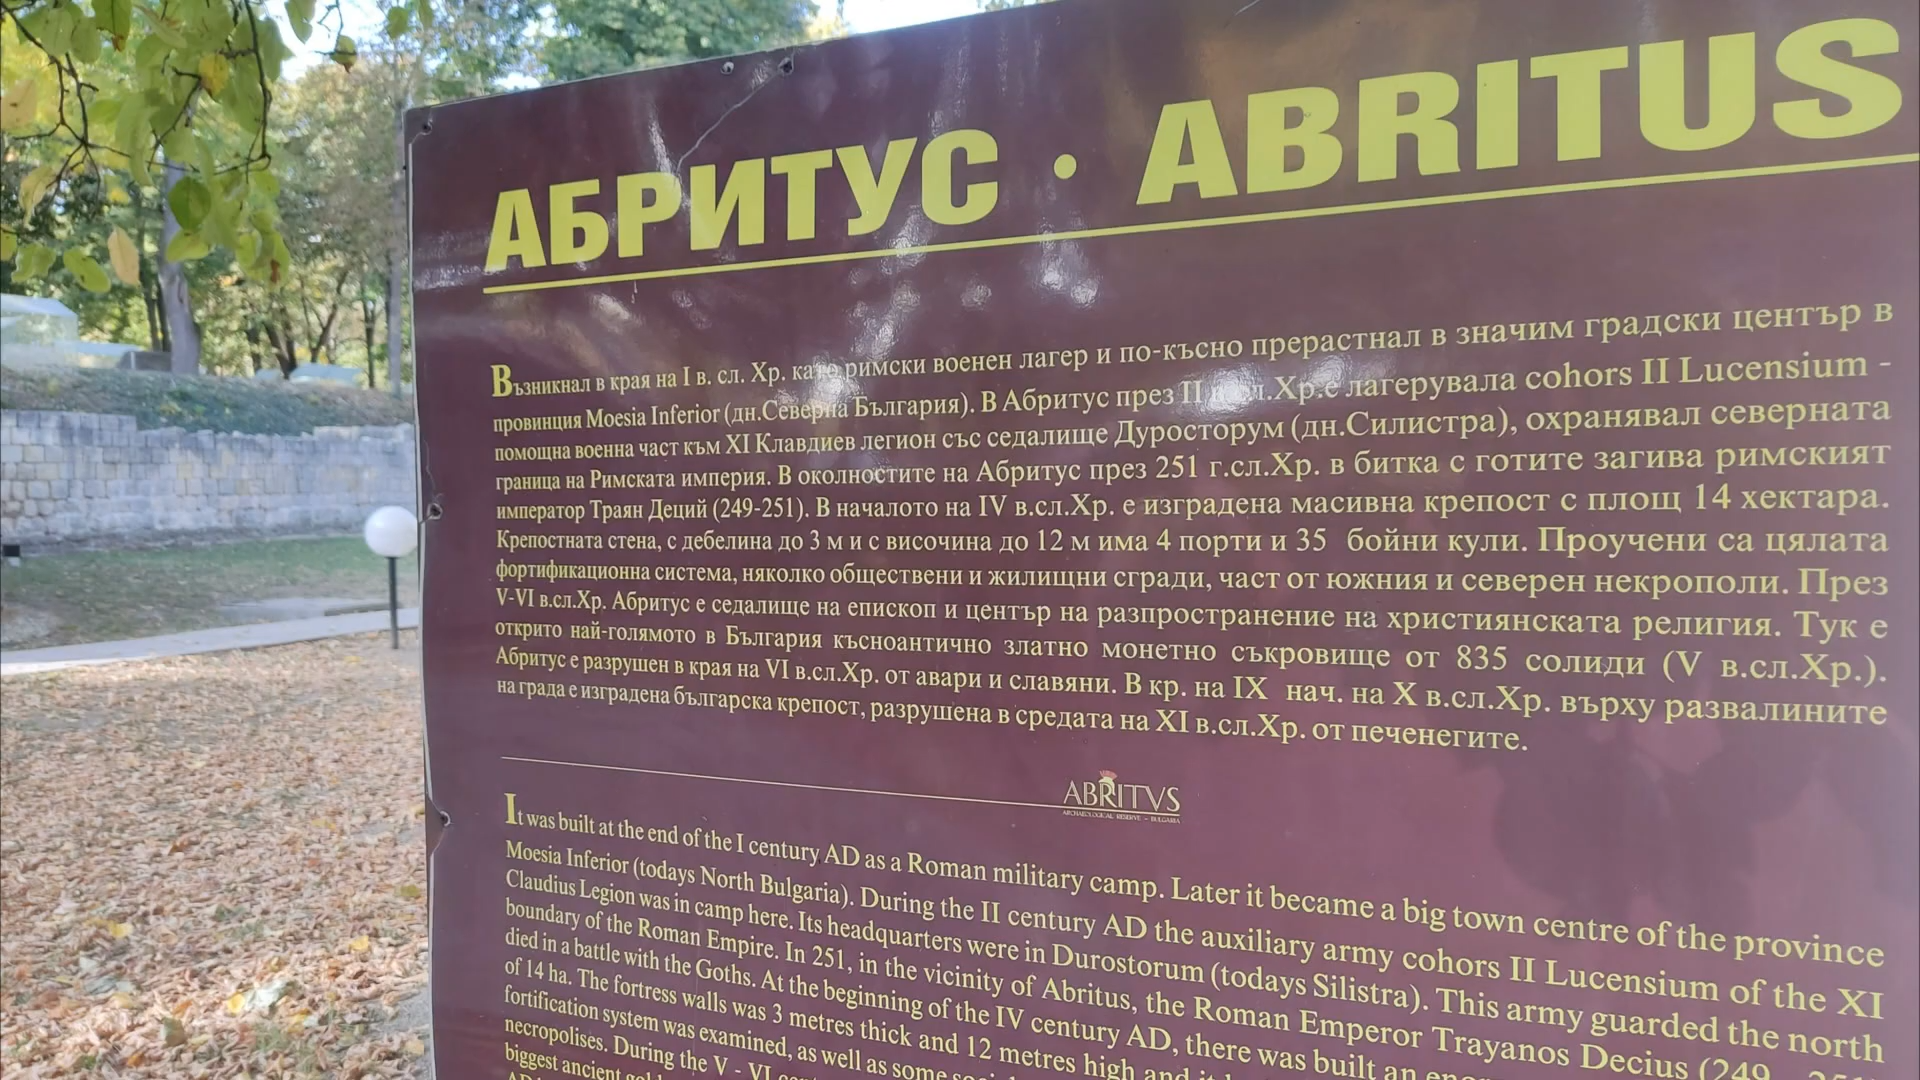 АБРИТУС · ABRITUS
Възникнал в края на I в. сл. Хр. като римски военен лагер и по-късно прерастнал в значим градски център в
провинция Moesia Inferior (дн.Северна България). В Абритус през II в.сл.Хр.е лагерувала cohors II Lucensium -
помощна военна част към XI Клавдиев легион със седалище Дуросторум (дн.Силистра), охранявал северната
граница на Римската империя. В околностите на Абритус през 251 г.сл.Хр. в битка с готите загива римският
император Траян Деций (249-251). В началото на IV в.сл.Хр. е изградена масивна крепост с площ 14 хектара.
Крепостната стена, с дебелина до 3 м и с височина до 12 м има 4 порти и 35 бойни кули. Проучени са цялата
фортификационна система, няколко обществени и жилищни сгради, част от южния и северен некрополи. През
V-VI в.сл.Хр. Абритус е седалище на епископ и център на разпространение на християнската религия. Тук е
открито най-голямото в България късноантично златно монетно съкровище от 835 солиди (V в.сл.Хр.).
Абритус е разрушен в края на VI в.сл.Хр. от авари и славяни. В кр. на IX нач. на X в.сл.Хр. върху развалините
на града е изградена българска крепост, разрушена в средата на XI в.сл.Хр. от печенегите.
ABRITVS
ARCHAEOLOGICAL RESERVE - BULGARIA
It was built at the end of the I century AD as a Roman military camp. Later it became a big town centre of the province
Moesia Inferior (todays North Bulgaria). During the II century AD the auxiliary army cohors II Lucensium of the XI
Claudius Legion was in camp here. Its headquarters were in Durostorum (todays Silistra). This army guarded the north
boundary of the Roman Empire. In 251, in the vicinity of Abritus, the Roman Emperor Trayanos Decius (249 - 251)
died in a battle with the Goths. At the beginning of the IV century AD, there was built an
of 14 ha. The fortress walls was 3 metres thick and 12 metres high and it
fortification system was examined, as well as some
necropolises. During the V - VI
biggest ancient